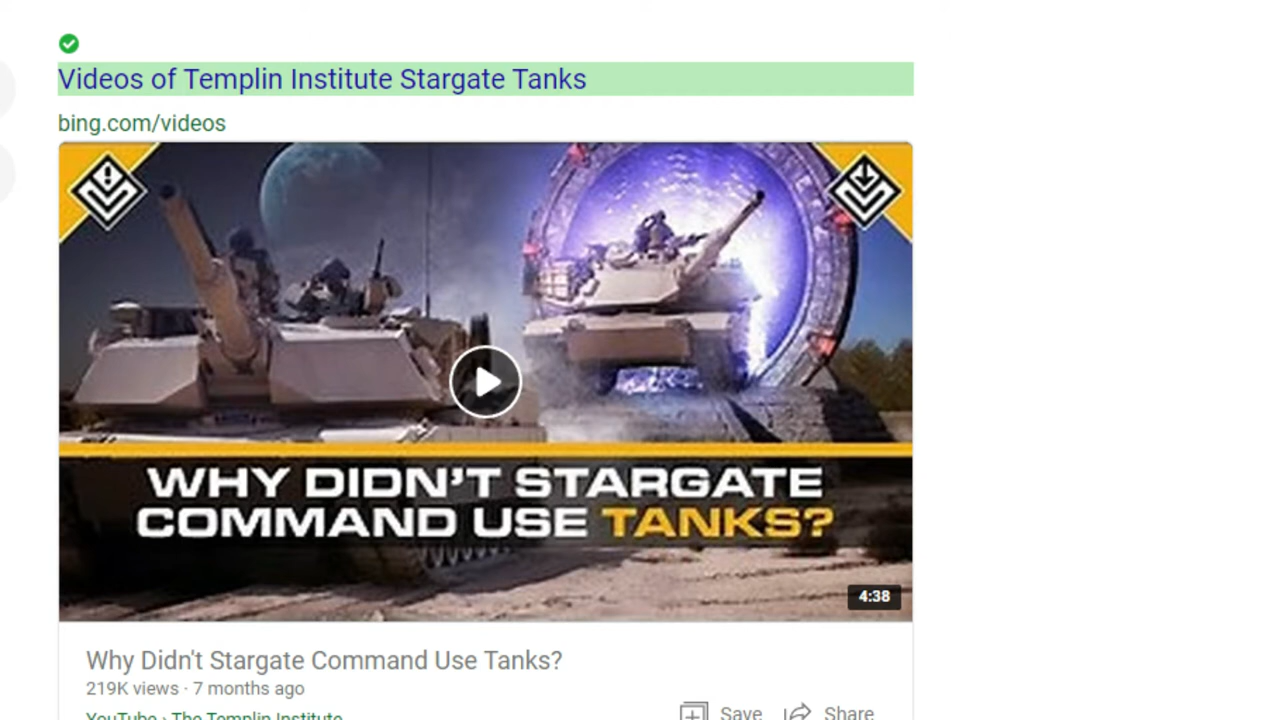 Videos of Templin Institute Stargate Tanks
bing.com/videos
WHY DIDN'T STARGATE
COMMAND USE TANKS?
4:38
Why Didn't Stargate Command Use Tanks?
219K views · 7 months ago
YouTube › The Templin Institute
Save
Share